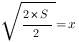 √(2×S/2) = x